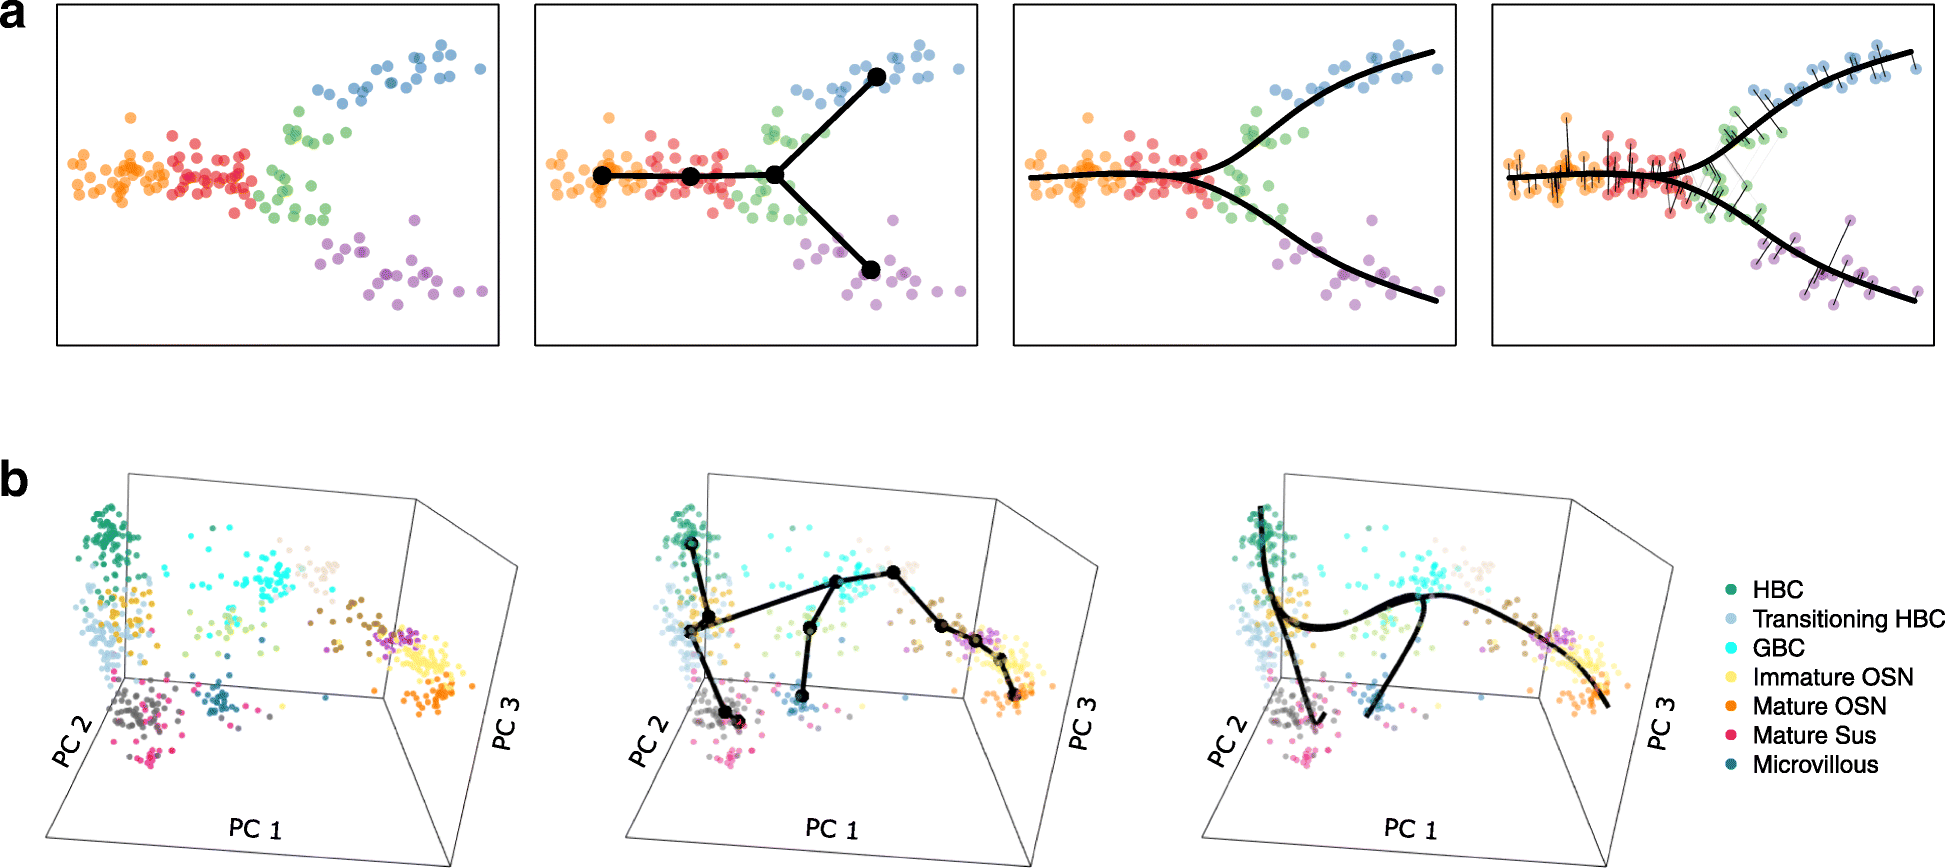 a
b
PC 2
PC 1
PC 3
PC 2
PC 1
PC 3
PC 2
PC 1
PC 3
HBC
Transitioning HBC
GBC
Immature OSN
Mature OSN
Mature Sus
Microvillous